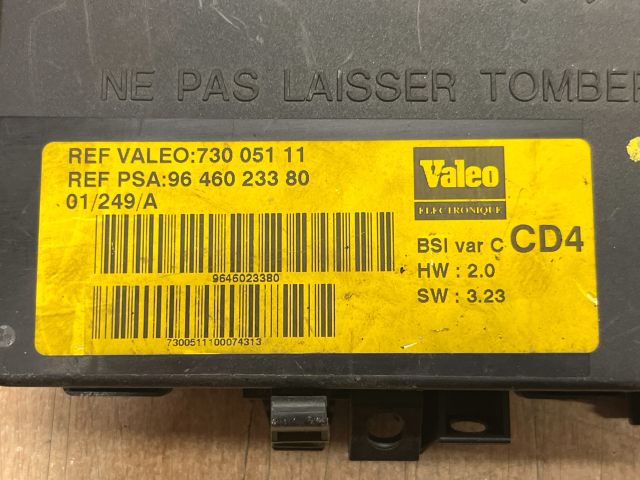 NE PAS LAISSER TOMBER
REF VALEO:730 051 11
REF PSA:96 460 233 80
01/249/A
9646023380
7300511100074313
Valeo
ELECTRONIQUE
BSI var C CD4
HW : 2.0
SW : 3.23